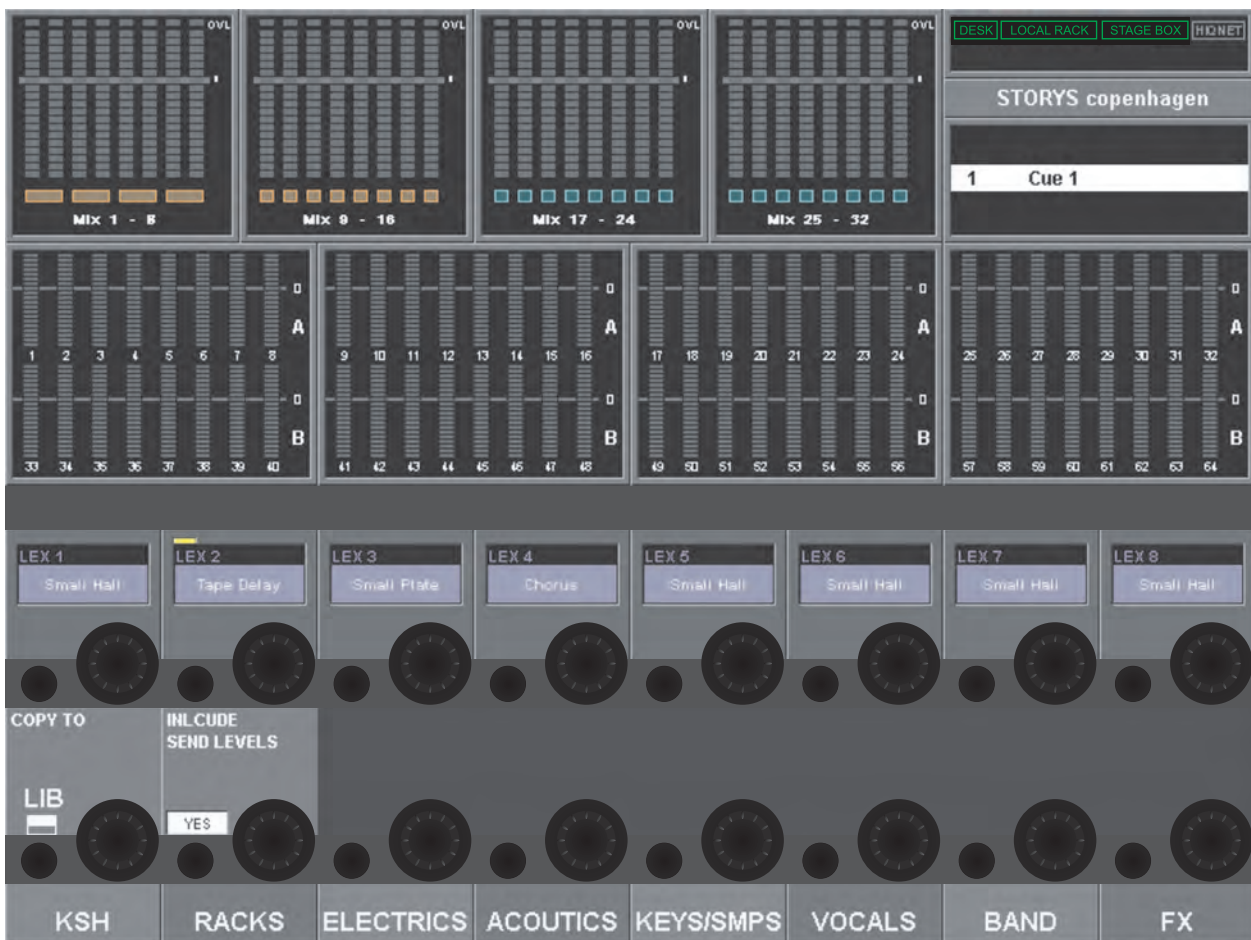 OVL OVL OVL OVL
DESK LOCAL RACK STAGE BOX HIQNET
STORYS copenhagen
1 Cue 1
Mix 1 - 8 Mix 9 - 16 Mix 17 - 24 Mix 25 - 32
0 0 0 0
A A A A
1 2 3 4 5 6 7 8 9 10 11 12 13 14 15 16 17 18 19 20 21 22 23 24 25 26 27 28 29 30 31 32
0 0 0 0
B B B B
33 34 35 36 37 38 39 40 41 42 43 44 45 46 47 48 49 50 51 52 53 54 55 56 57 58 59 60 61 62 63 64
LEX 1 LEX 2 LEX 3 LEX 4 LEX 5 LEX 6 LEX 7 LEX 8
Small Hall Tape Delay Small Plate Chorus Small Hall Small Hall Small Hall Small Hall
COPY TO
LIB
INLCUDE
SEND LEVELS
YES
KSH RACKS ELECTRICS ACOUTICS KEYS/SMPS VOCALS BAND FX